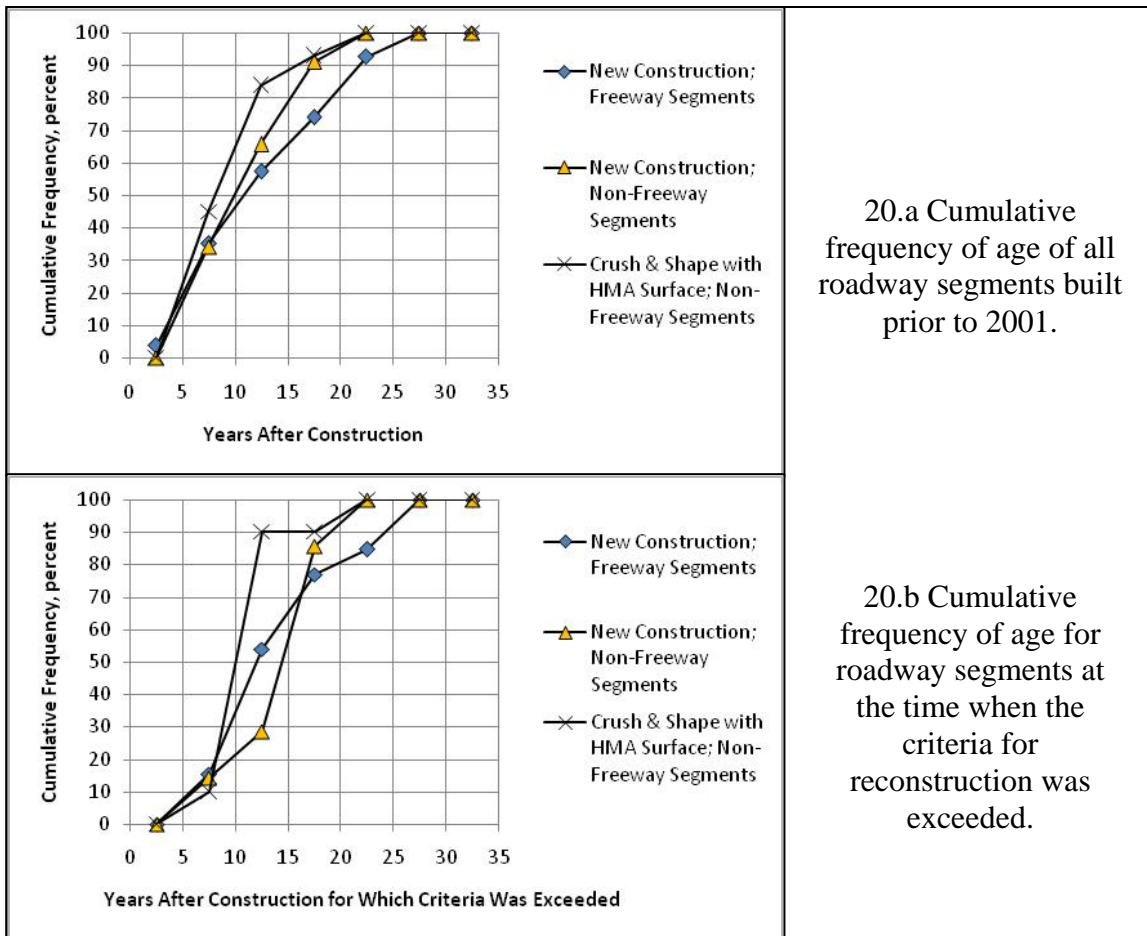 100
90
80
70
60
50
40
30
20
10
0
Cumulative Frequency, percent
0 5 10 15 20 25 30 35
Years After Construction
New Construction;
Freeway Segments
New Construction;
Non-Freeway
Segments
Crush & Shape with
HMA Surface; Non-
Freeway Segments
20.a Cumulative
frequency of age of all
roadway segments built
prior to 2001.
100
90
80
70
60
50
40
30
20
10
0
Cumulative Frequency, percent
0 5 10 15 20 25 30 35
Years After Construction for Which Criteria Was Exceeded
New Construction;
Freeway Segments
New Construction;
Non-Freeway
Segments
Crush & Shape with
HMA Surface; Non-
Freeway Segments
20.b Cumulative
frequency of age for
roadway segments at
the time when the
criteria for
reconstruction was
exceeded.